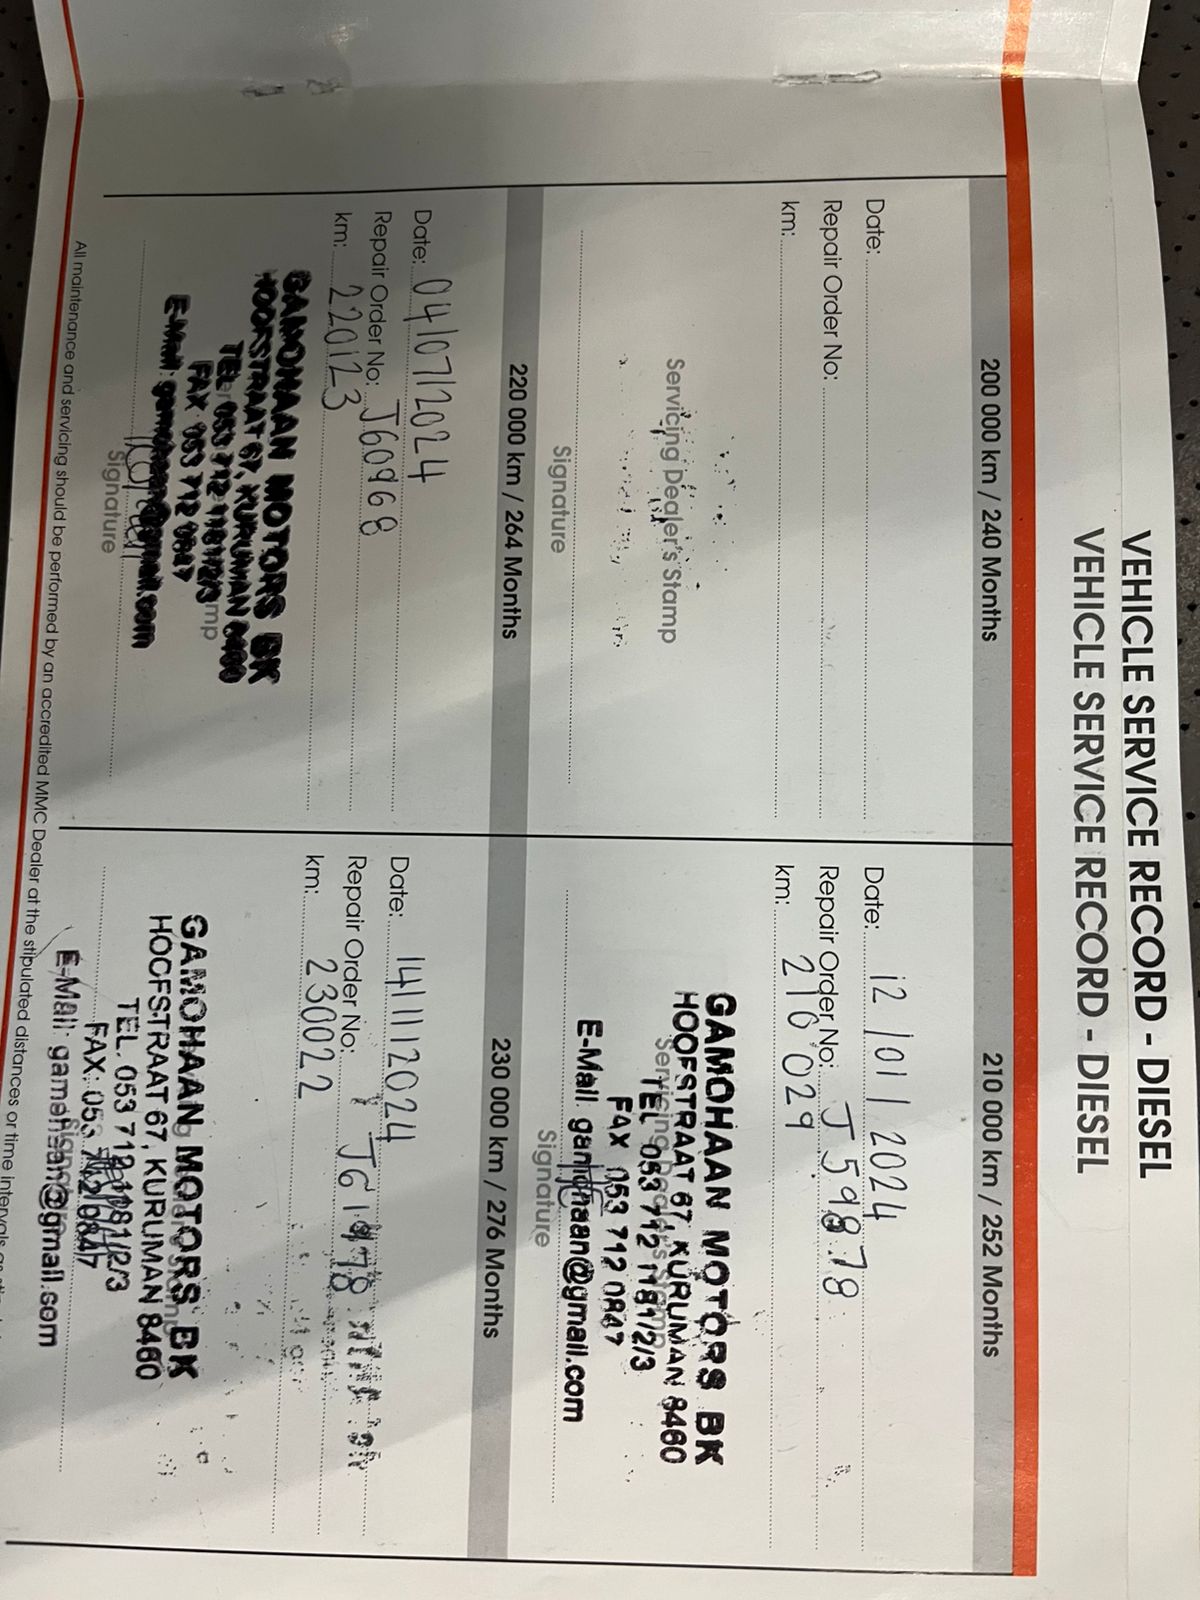 VEHICLE SERVICE RECORD - DIESEL
VEHICLE SERVICE RECORD - DIESEL
200 000 km / 240 Months
Date:
Repair Order No:
km:
Servicing Dealer's Stamp
Signature
210 000 km / 252 Months
Date: 12/01/2024
Repair Order No: J59878
km: 210 029
GAMOHAAN MOTORS BK
HOOFSTRAAT 67, KURUMAN 8460
TEL 053 712 1181/2/3
FAX 053 712 0847
E-Mail gamohaan@gmail.com
Signature
220 000 km / 264 Months
Date: 04/07/2024
Repair Order No: J60968
km: 220123
GAMOHAAN MOTORS BK
HOOFSTRAAT 67, KURUMAN 8460
TEL 053 712 1181/2/3
FAX 053 712 0847
E-Mail: gamohaan@gmail.com
Signature
230 000 km / 276 Months
Date: 14/11/2024
Repair Order No: J61978
km: 230022
GAMOHAAN MOTORS BK
HOOFSTRAAT 67, KURUMAN 8460
TEL. 053 712 1181/2/3
FAX: 053 712 0847
E-Mail: gamohaan@gmail.com
All maintenance and servicing should be performed by an accredited MMC Dealer at the stipulated distances or time intervals as